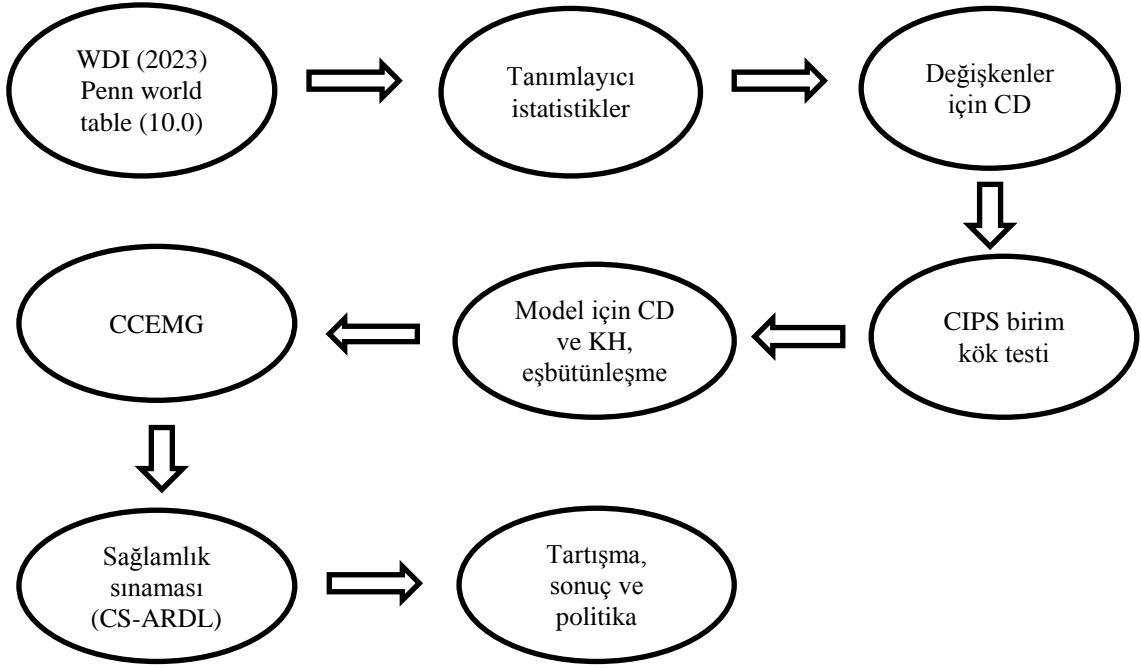 WDI (2023)
Penn world
table (10.0)
Tanımlayıcı
istatistikler
Değişkenler
için CD
CIPS birim
kök testi
Model için CD
ve KH,
eşbütünleşme
CCEMG
Sağlamlık
sınaması
(CS-ARDL)
Tartışma,
sonuç ve
politika